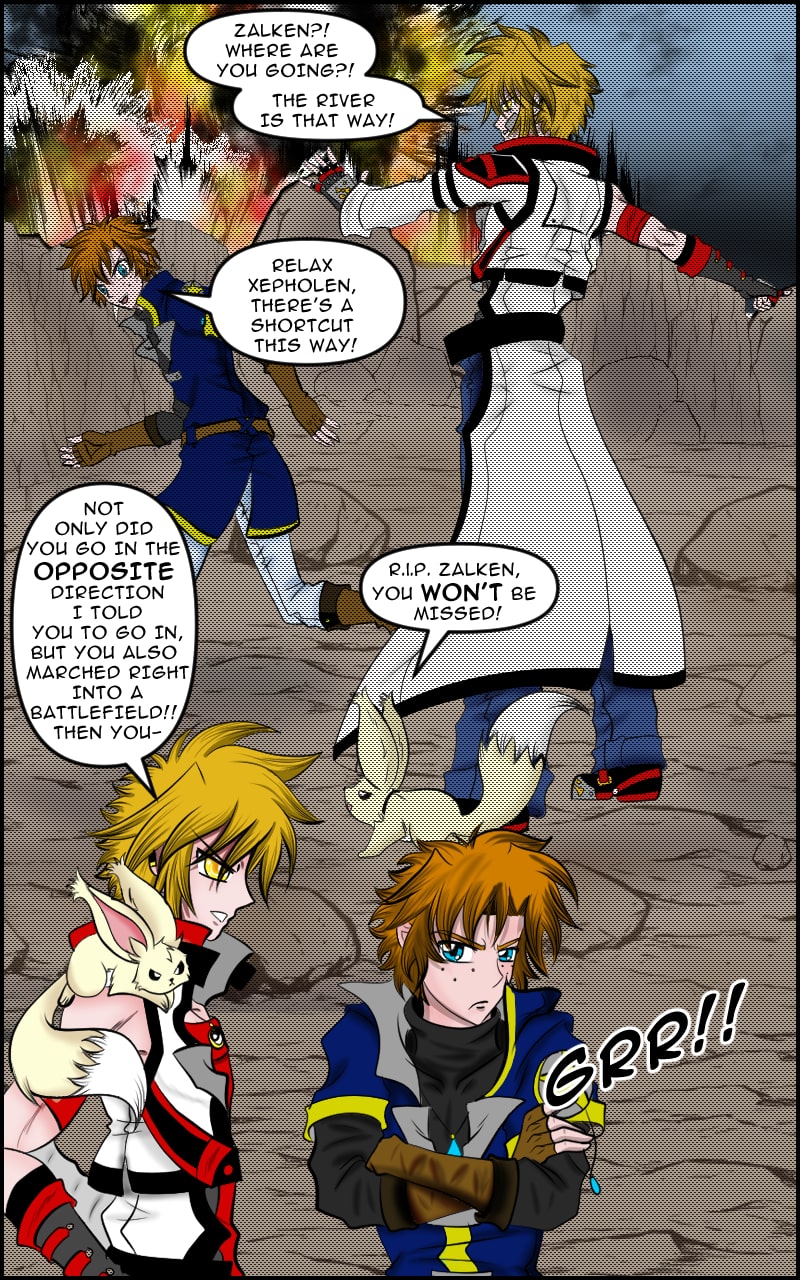 ZALKEN?!
WHERE ARE
YOU GOING?!
THE RIVER
IS THAT WAY!
RELAX
XEPHOLEN,
THERE'S A
SHORTCUT
THIS WAY!
R.I.P. ZALKEN,
YOU WON'T BE
MISSED!
NOT
ONLY DID
YOU GO IN THE
OPPOSITE
DIRECTION
I TOLD
YOU TO GO IN,
BUT YOU ALSO
MARCHED RIGHT
INTO A
BATTLEFIELD!!
THEN YOU-
GRR!!